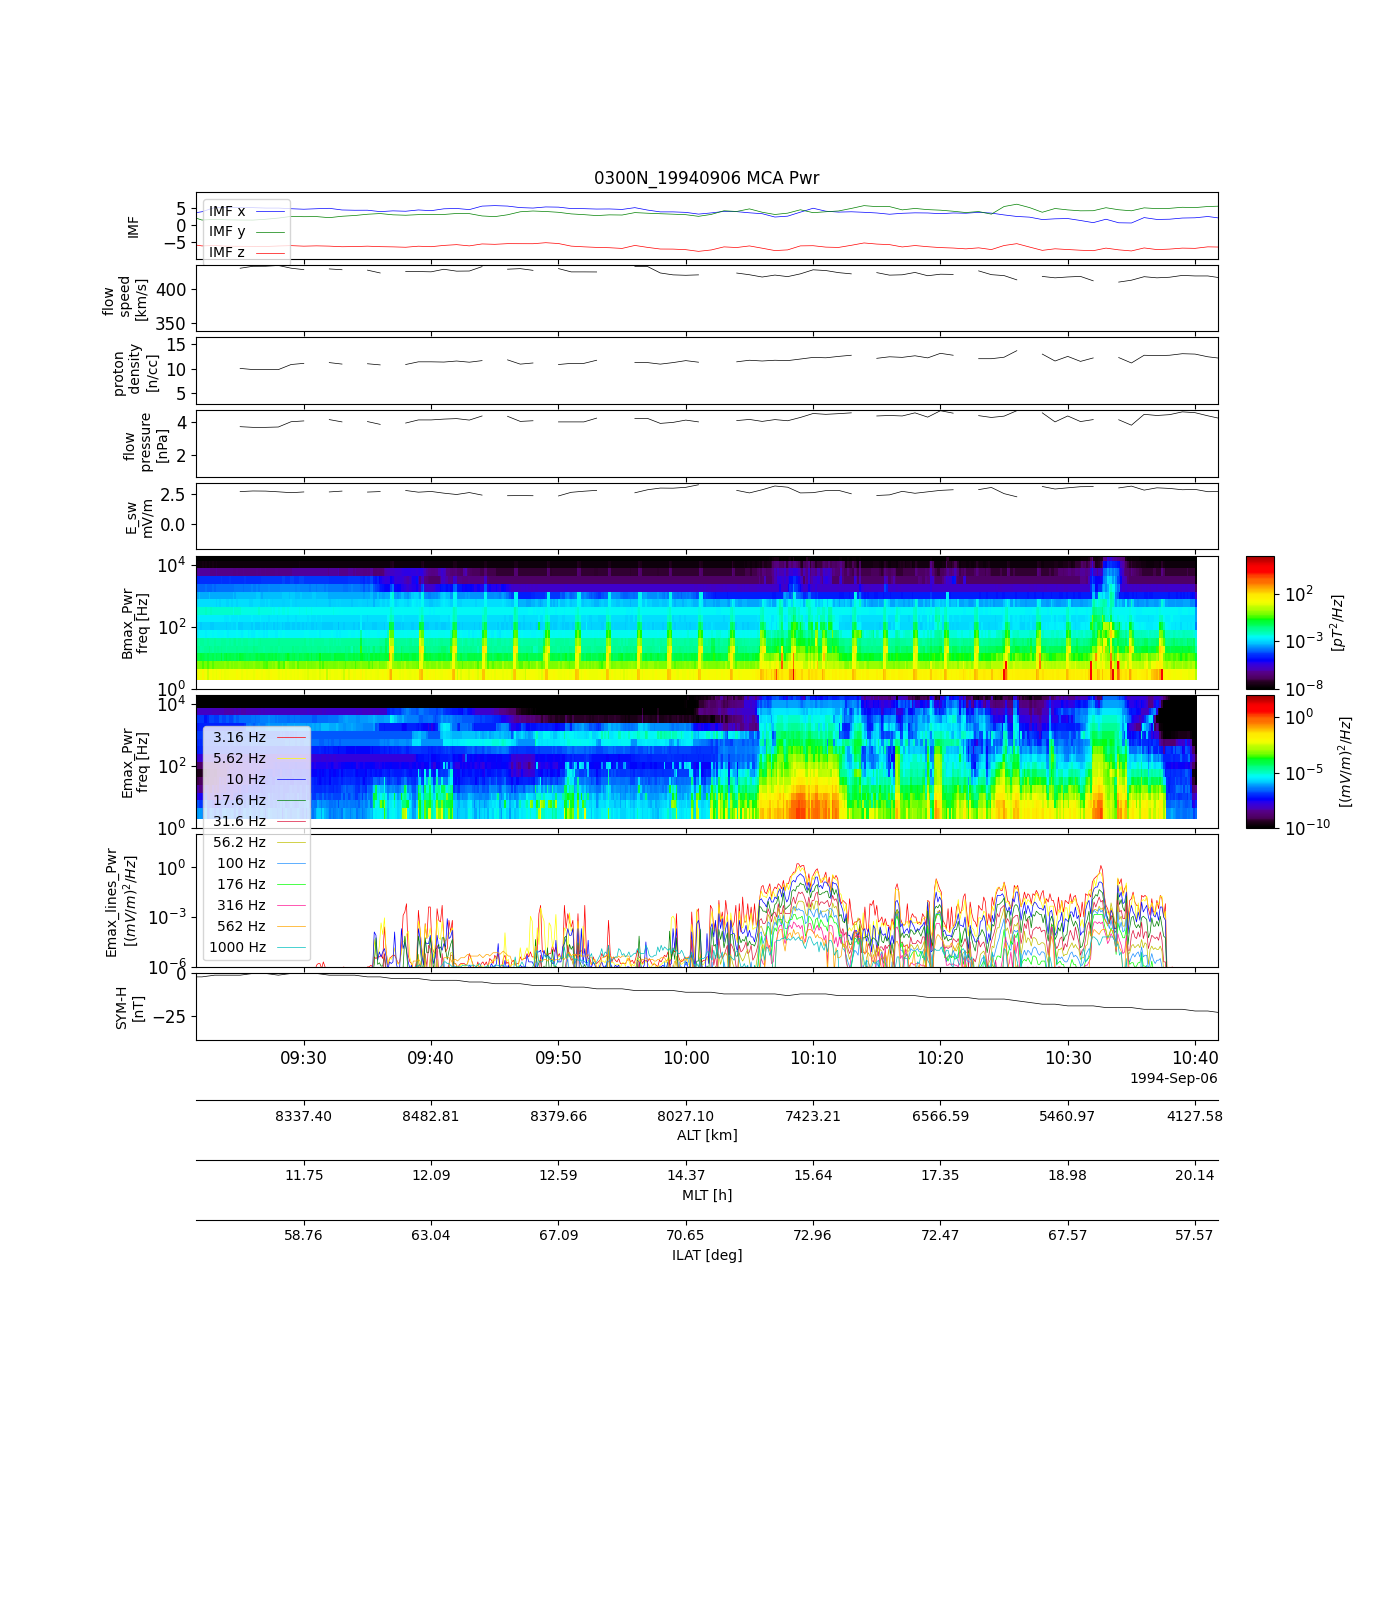 0300N_19940906 MCA Pwr
IMF
5
0
−5
IMF x
IMF y
IMF z
flow
speed
[km/s]
400
350
proton
density
[n/cc]
15
10
5
flow
pressure
[nPa]
4
2
E_sw
mV/m
2.5
0.0
Bmax_Pwr
freq [Hz]
10^4
10^2
10^0
10^2
10^−3
10^−8
[pT^2/Hz]
Emax_Pwr
freq [Hz]
10^4
10^2
10^0
10^0
10^−5
10^−10
[(mV/m)^2/Hz]
3.16 Hz
5.62 Hz
10 Hz
17.6 Hz
31.6 Hz
56.2 Hz
100 Hz
176 Hz
316 Hz
562 Hz
1000 Hz
Emax_lines_Pwr
[(mV/m)^2/Hz]
10^0
10^−3
10^−6
SYM-H
[nT]
0
−25
09:30 09:40 09:50 10:00 10:10 10:20 10:30 10:40
1994-Sep-06
8337.40 8482.81 8379.66 8027.10 7423.21 6566.59 5460.97 4127.58
ALT [km]
11.75 12.09 12.59 14.37 15.64 17.35 18.98 20.14
MLT [h]
58.76 63.04 67.09 70.65 72.96 72.47 67.57 57.57
ILAT [deg]